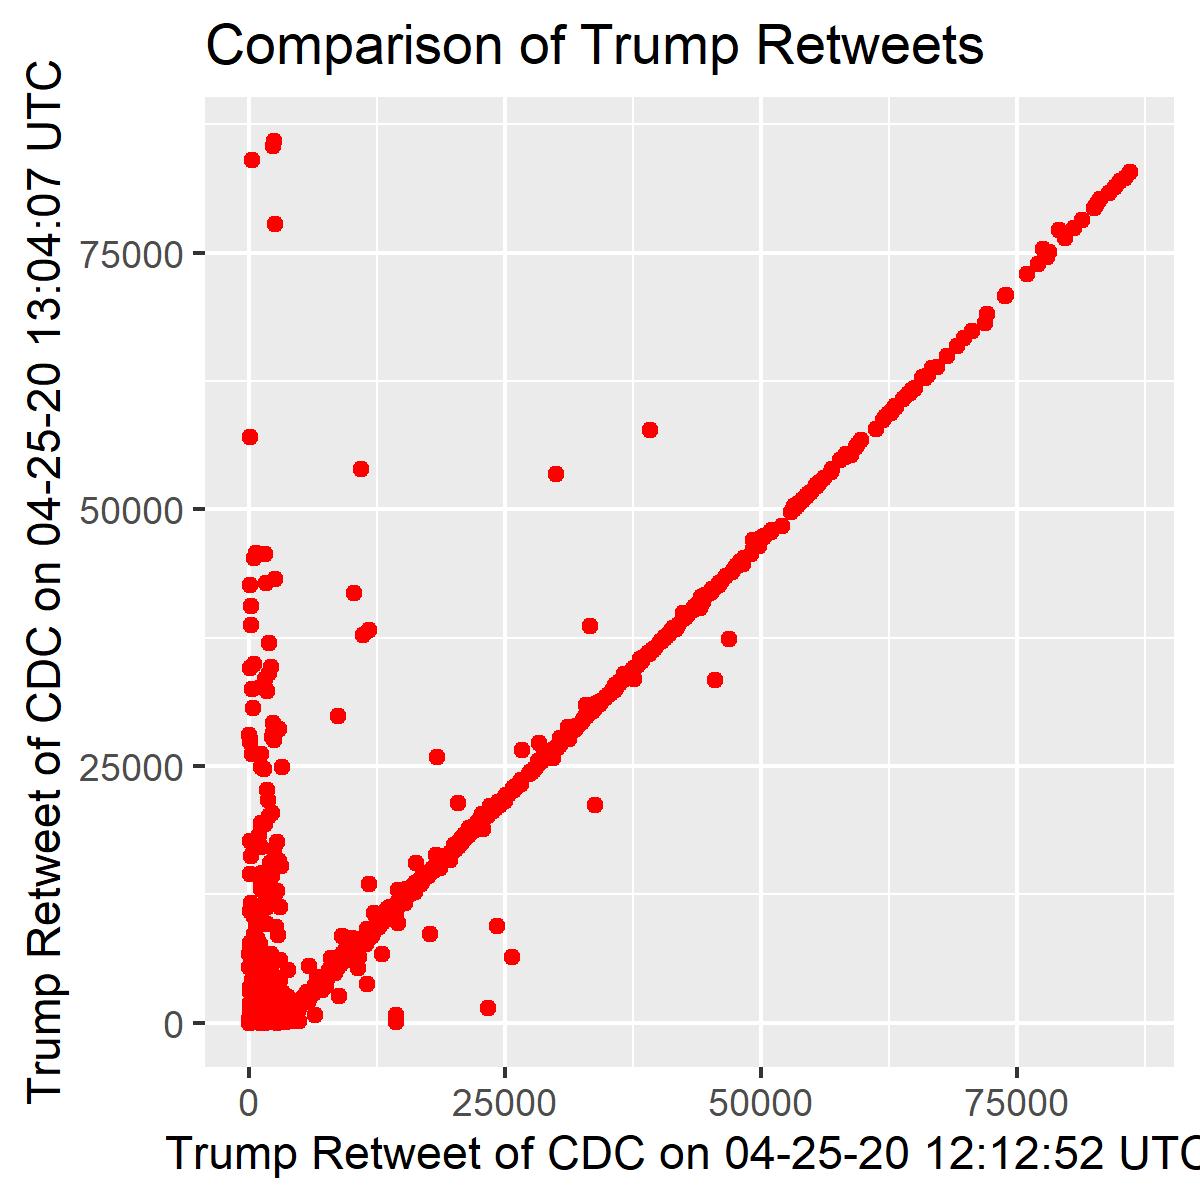 Comparison of Trump Retweets
Trump Retweet of CDC on 04-25-20 13:04:07 UTC
75000
50000
25000
0
0
25000
50000
75000
Trump Retweet of CDC on 04-25-20 12:12:52 UTC